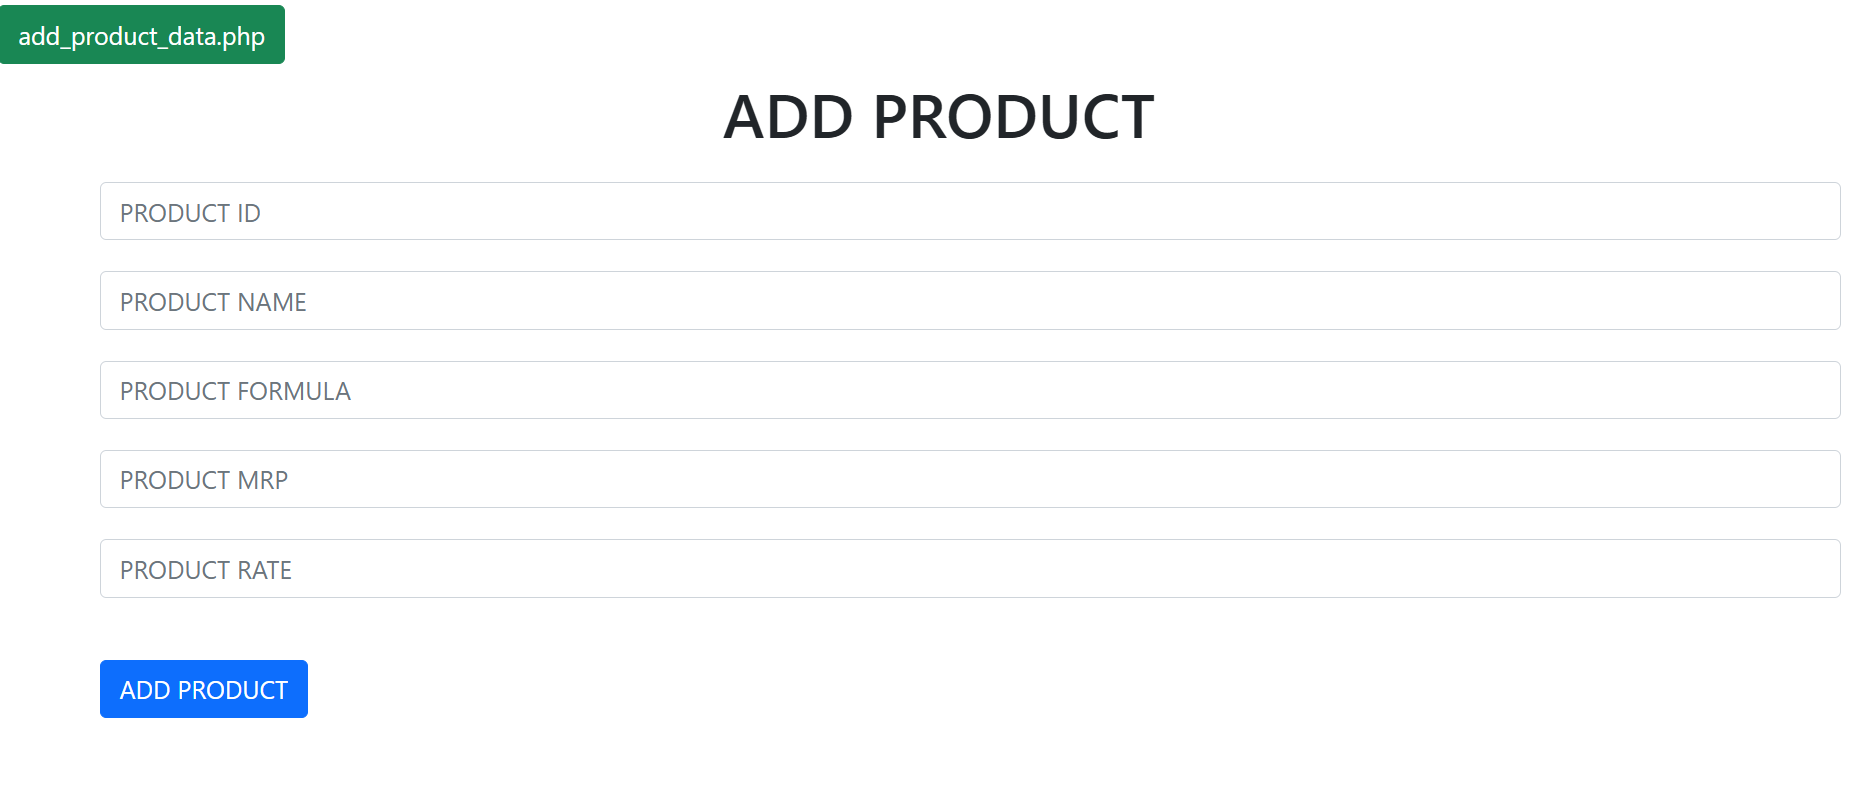 add_product_data.php
ADD PRODUCT
PRODUCT ID
PRODUCT NAME
PRODUCT FORMULA
PRODUCT MRP
PRODUCT RATE
ADD PRODUCT